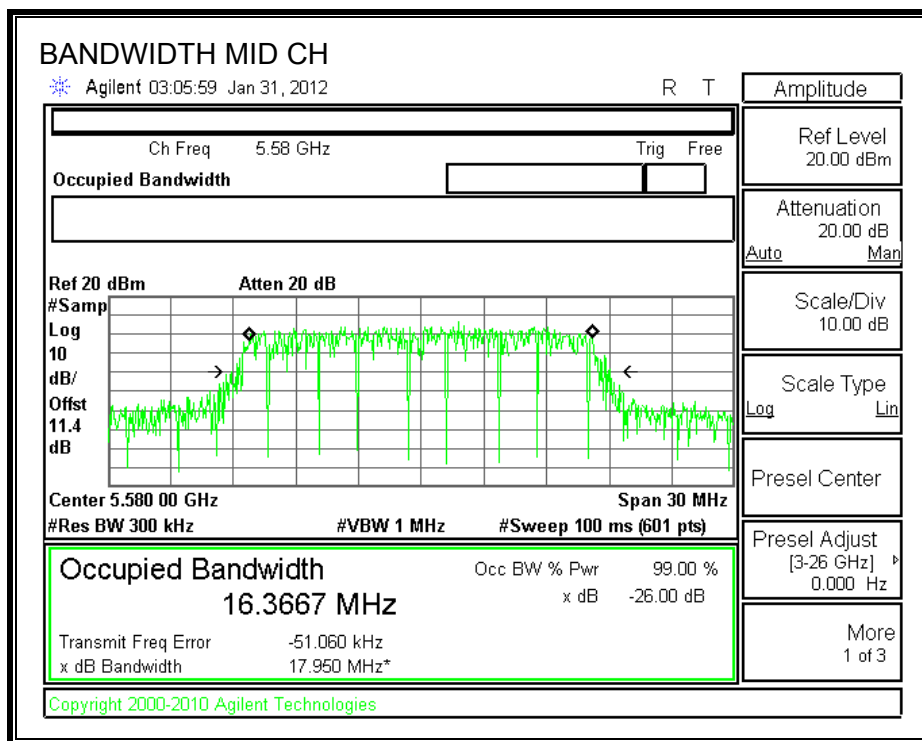 BANDWIDTH MID CH
Agilent 03:05:59 Jan 31, 2012 R T
Ch Freq 5.58 GHz Trig Free
Occupied Bandwidth
Ref 20 dBm Atten 20 dB
#Samp
Log
10
dB/
Offst
11.4
dB
Center 5.580 00 GHz Span 30 MHz
#Res BW 300 kHz #VBW 1 MHz #Sweep 100 ms (601 pts)
Occupied Bandwidth
16.3667 MHz
Occ BW % Pwr 99.00 %
x dB -26.00 dB
Transmit Freq Error -51.060 kHz
x dB Bandwidth 17.950 MHz*
Copyright 2000-2010 Agilent Technologies
Amplitude
Ref Level
20.00 dBm
Attenuation
20.00 dB
Auto Man
Scale/Div
10.00 dB
Scale Type
Log Lin
Presel Center
Presel Adjust
[3-26 GHz]
0.000 Hz
More
1 of 3